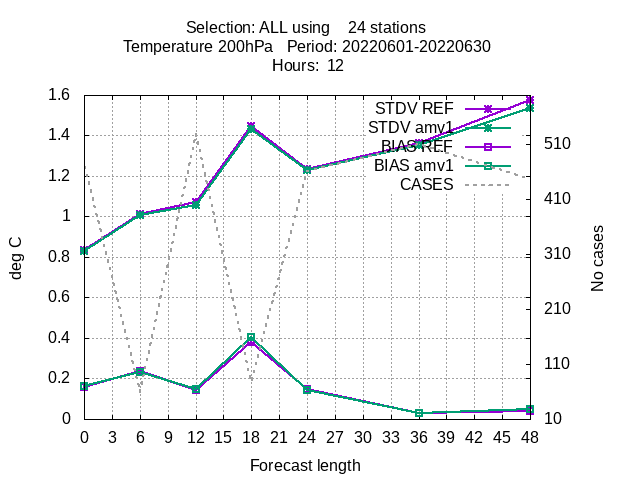 Selection: ALL using    24 stations
Temperature 200hPa   Period: 20220601-20220630
Hours: 12
STDV REF
STDV amv1
BIAS REF
BIAS amv1
CASES
1.6
1.4
1.2
1
0.8
0.6
0.4
0.2
0
510
410
310
210
110
10
deg C
No cases
0 3 6 9 12 15 18 21 24 27 30 33 36 39 42 45 48
Forecast length